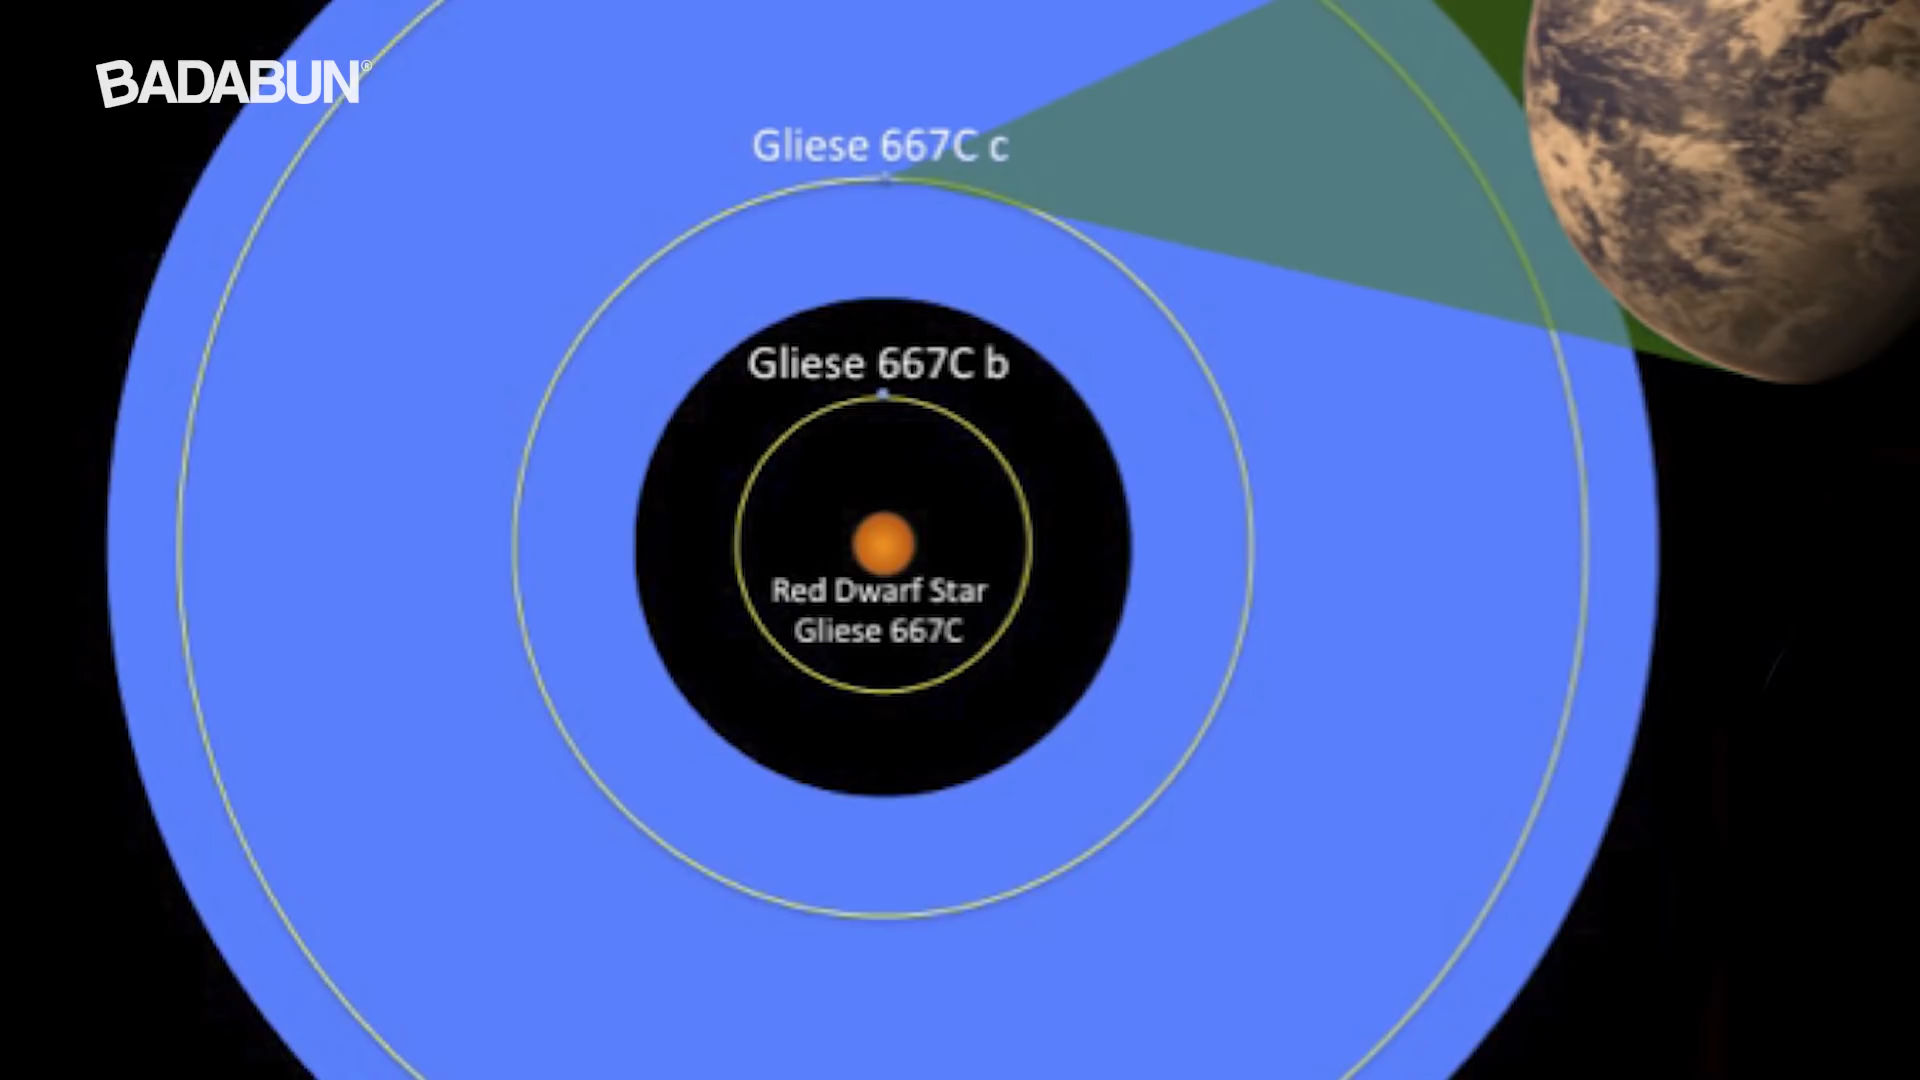 BADABUN®
Gliese 667C c
Gliese 667C b
Red Dwarf Star
Gliese 667C